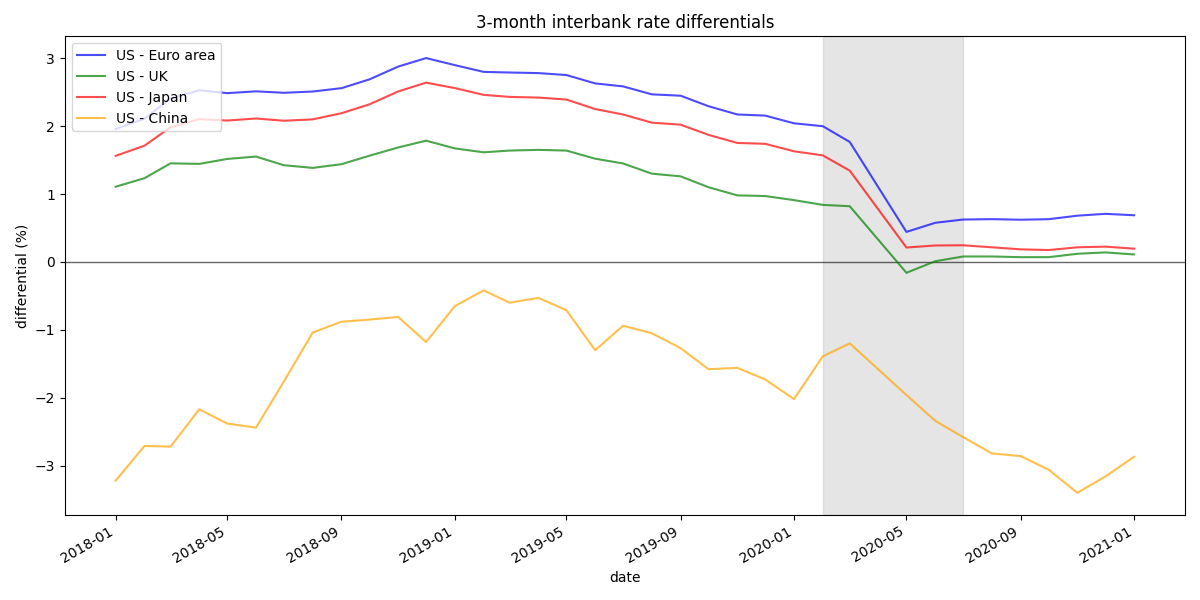 3-month interbank rate differentials
US - Euro area
US - UK
US - Japan
US - China
differential (%)
3
2
1
0
−1
−2
−3
2018-01
2018-05
2018-09
2019-01
2019-05
2019-09
2020-01
2020-05
2020-09
2021-01
date